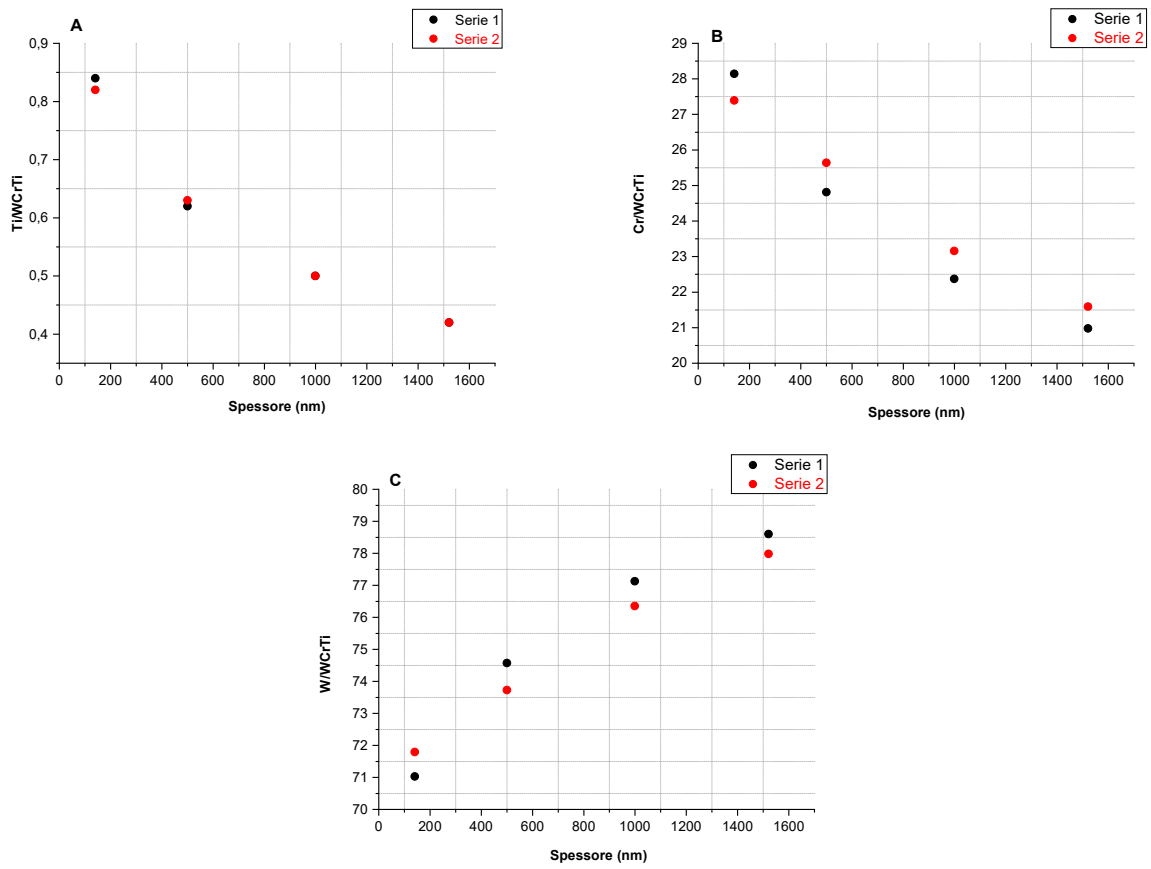 A
Serie 1
Serie 2
0,9
0,8
0,7
0,6
0,5
0,4
Ti/WCrTi
0 200 400 600 800 1000 1200 1400 1600
Spessore (nm)
B
Serie 1
Serie 2
29
28
27
26
25
24
23
22
21
20
Cr/WCrTi
0 200 400 600 800 1000 1200 1400 1600
Spessore (nm)
C
Serie 1
Serie 2
80
79
78
77
76
75
74
73
72
71
70
W/WCrTi
0 200 400 600 800 1000 1200 1400 1600
Spessore (nm)